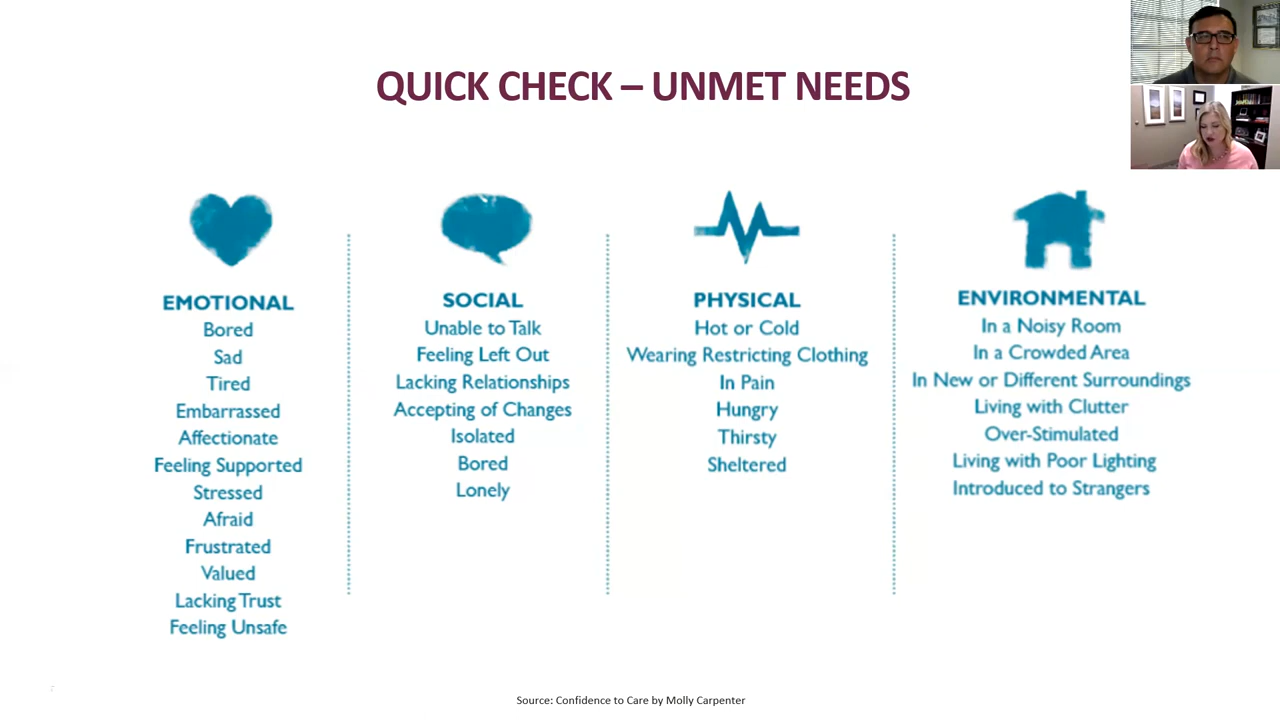 QUICK CHECK – UNMET NEEDS
EMOTIONAL
Bored
Sad
Tired
Embarrassed
Affectionate
Feeling Supported
Stressed
Afraid
Frustrated
Valued
Lacking Trust
Feeling Unsafe
SOCIAL
Unable to Talk
Feeling Left Out
Lacking Relationships
Accepting of Changes
Isolated
Bored
Lonely
PHYSICAL
Hot or Cold
Wearing Restricting Clothing
In Pain
Hungry
Thirsty
Sheltered
ENVIRONMENTAL
In a Noisy Room
In a Crowded Area
In New or Different Surroundings
Living with Clutter
Over-Stimulated
Living with Poor Lighting
Introduced to Strangers
Source: Confidence to Care by Molly Carpenter